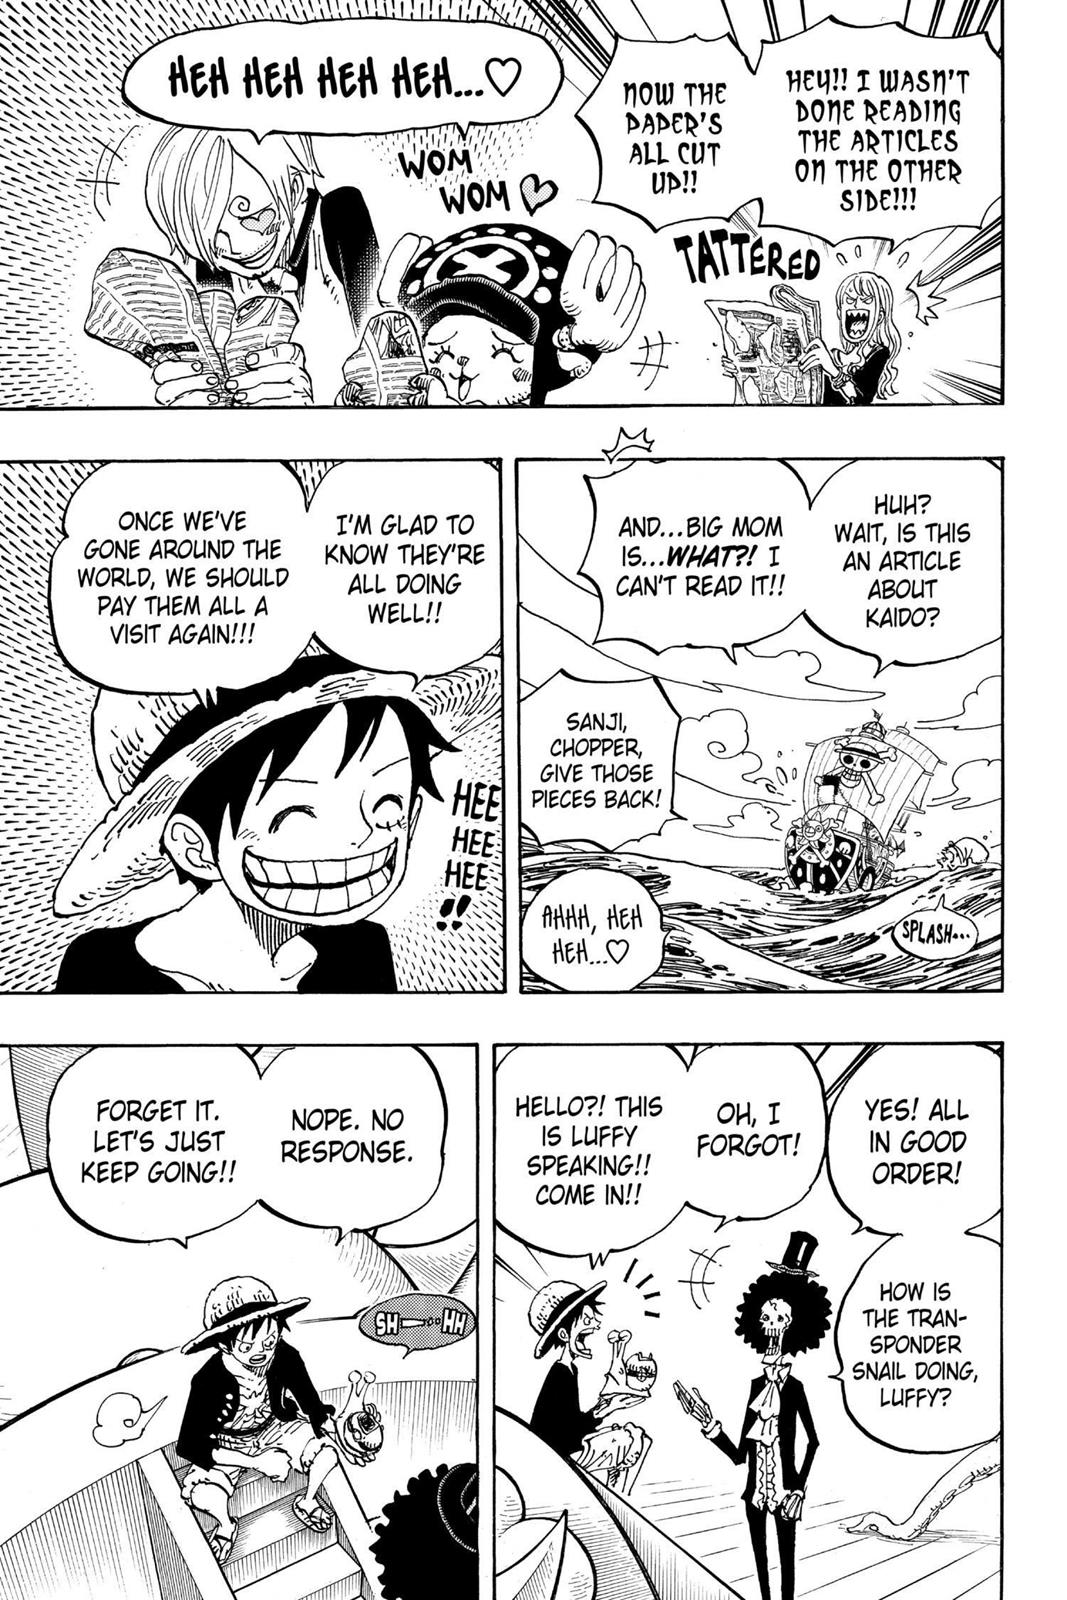 HEY!! I WASN'T
DONE READING
THE ARTICLES
ON THE OTHER
SIDE!!!
NOW THE
PAPER'S
ALL CUT
UP!!
TATTERED
HEH HEH HEH HEH...♡
WOM
WOM♡
HUH?
WAIT, IS THIS
AN ARTICLE
ABOUT
KAIDO?
AND...BIG MOM
IS...WHAT?! I
CAN'T READ IT!!
SANJI,
CHOPPER,
GIVE THOSE
PIECES BACK!
AHHH, HEH
HEH...♡
SPLASH...
I'M GLAD TO
KNOW THEY'RE
ALL DOING
WELL!!
ONCE WE'VE
GONE AROUND THE
WORLD, WE SHOULD
PAY THEM ALL A
VISIT AGAIN!!!
HEE
HEE
HEE
HEE
!!
YES! ALL
IN GOOD
ORDER!
HOW IS
THE TRAN-
SPONDER
SNAIL DOING,
LUFFY?
OH, I
FORGOT!
HELLO?! THIS
IS LUFFY
SPEAKING!!
COME IN!!
NOPE. NO
RESPONSE.
FORGET IT.
LET'S JUST
KEEP GOING!!
SH—...HH